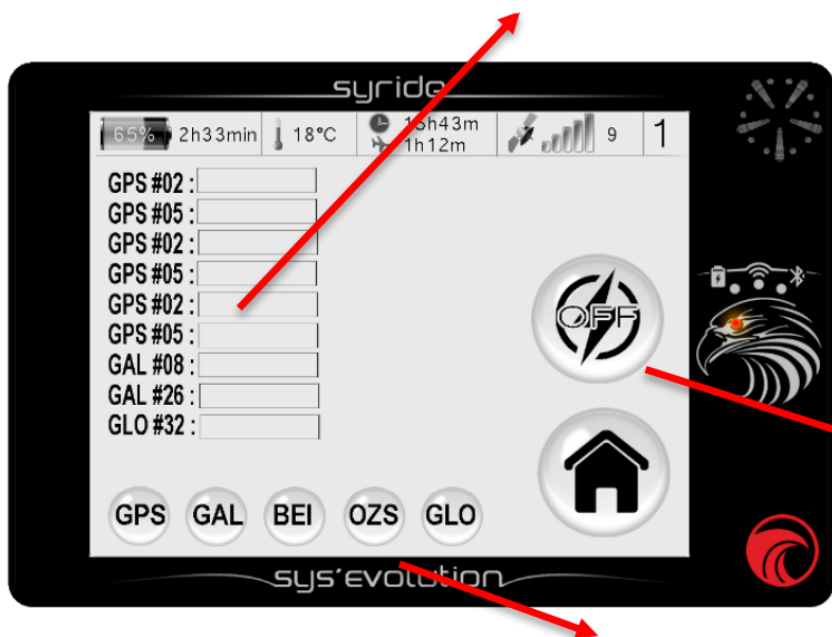 syride
65% 2h33min 18°C 15h43m 9 1
1h12m
GPS #02 :
GPS #05 :
GPS #02 :
GPS #05 :
GPS #02 :
GPS #05 :
GAL #08 :
GAL #26 :
GLO #32 :
OFF
GPS GAL BEI OZS GLO
sys'evolution